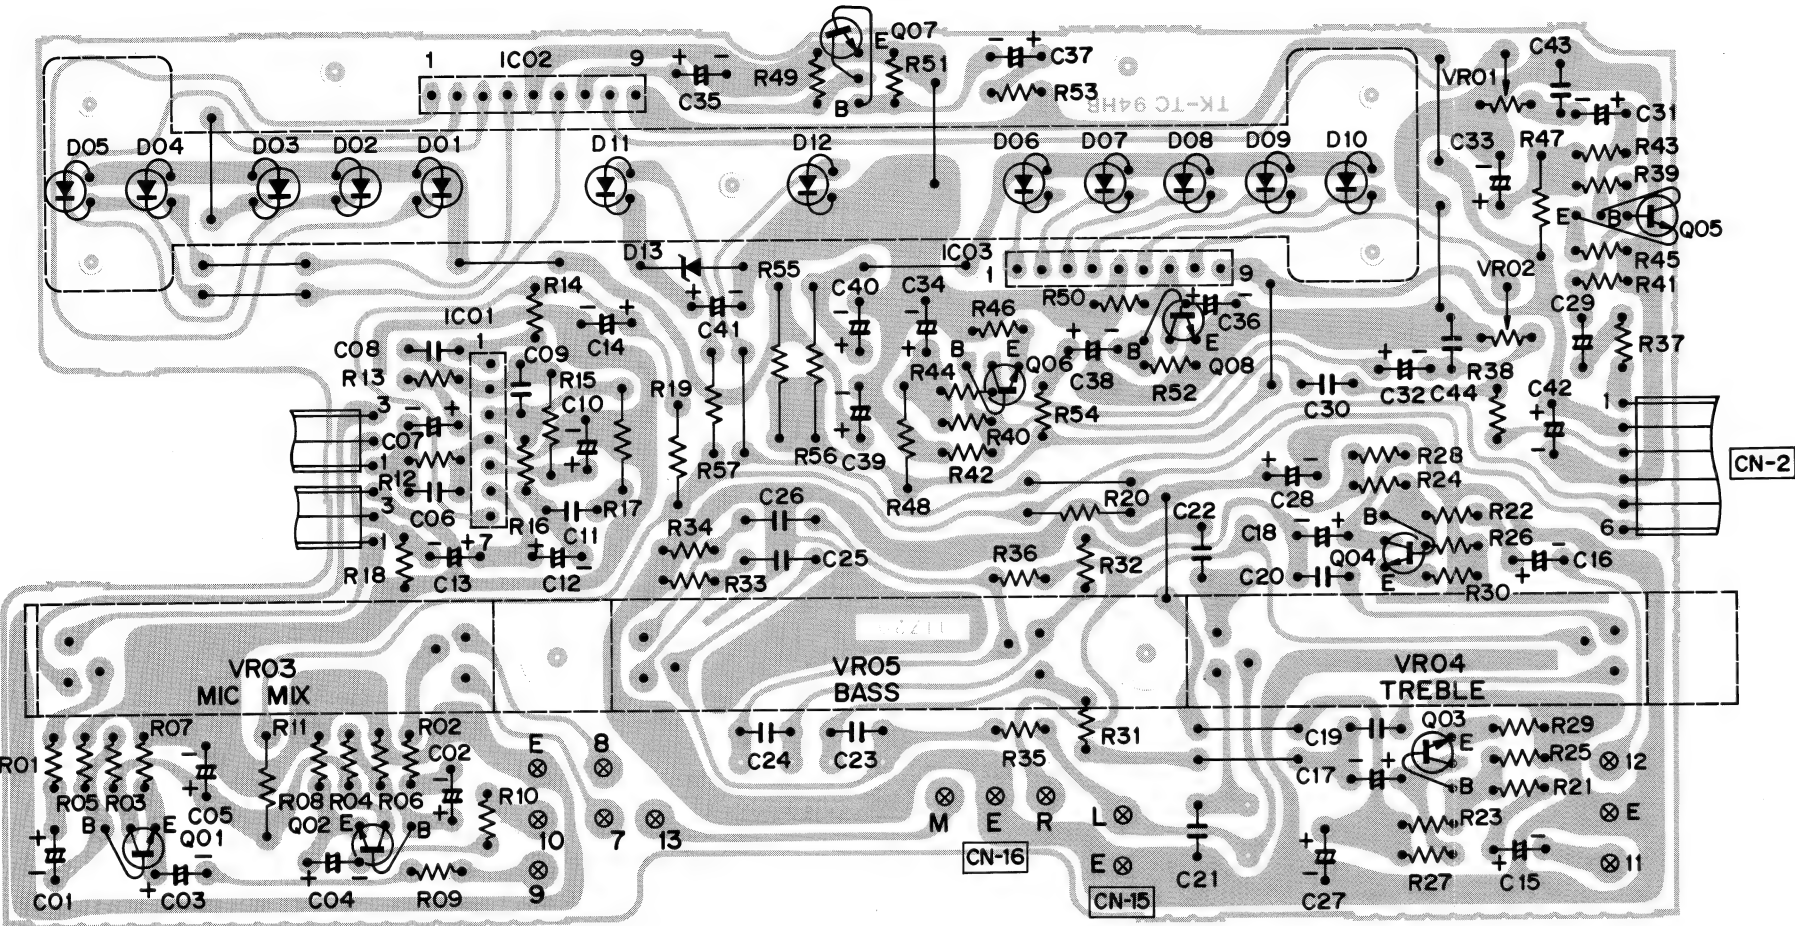 Q07
E
R49
R51
B
1 IC02 9
+ -
C35
- +
C37
R53
TK-TC 94HB
C43
VR01
- +
C31
D05 D04 D03 D02 D01 D11 D12 D06 D07 D08 D09 D10
C33
-
+
R47
R43
R39
E B
Q05
R45
R41
VR02
D13
R55
IC03
1 9
R14
- +
C14
+ -
C41
C40
+
C34
+
R46
R50
+ -
C36
C29
IC01
1
C08
C09
R13
R15
C10
-
+
R19
B E
Q06
+ -
C38
B E
Q08
R52
R44
R37
+ -
C32
C44
R38
C42
+
-
C30
3
- +
C07
1
R12
3
C06
1
R54
R40
R42
R57
R56
+
C39
R48
1
CN-2
6
R28
R24
+ -
C28
R16
C11
R17
- + 7
C13
+ -
C12
R18
R34
C26
C25
R33
R20
R36
R32
C22
C18
- +
B
R22
R26
Q04
E
C20
R30
+ -
C16
VR03
MIC MIX
VR05
BASS
VR04
TREBLE
R01
R07
R11
R02
C02
-
+
E
8
R05 R03
-
+
C05
R08 R04 R06
R10
B E
Q01
Q02 E B
10
7
13
+
-
C01
+ -
C03
+ -
C04
R09
9
C24
C23
R35
R31
M E R
CN-16
L
E
CN-15
C19
C17
- +
Q03
E
B
R29
R25
R21
12
E
11
R23
R27
C21
+
-
C27
+ -
C15